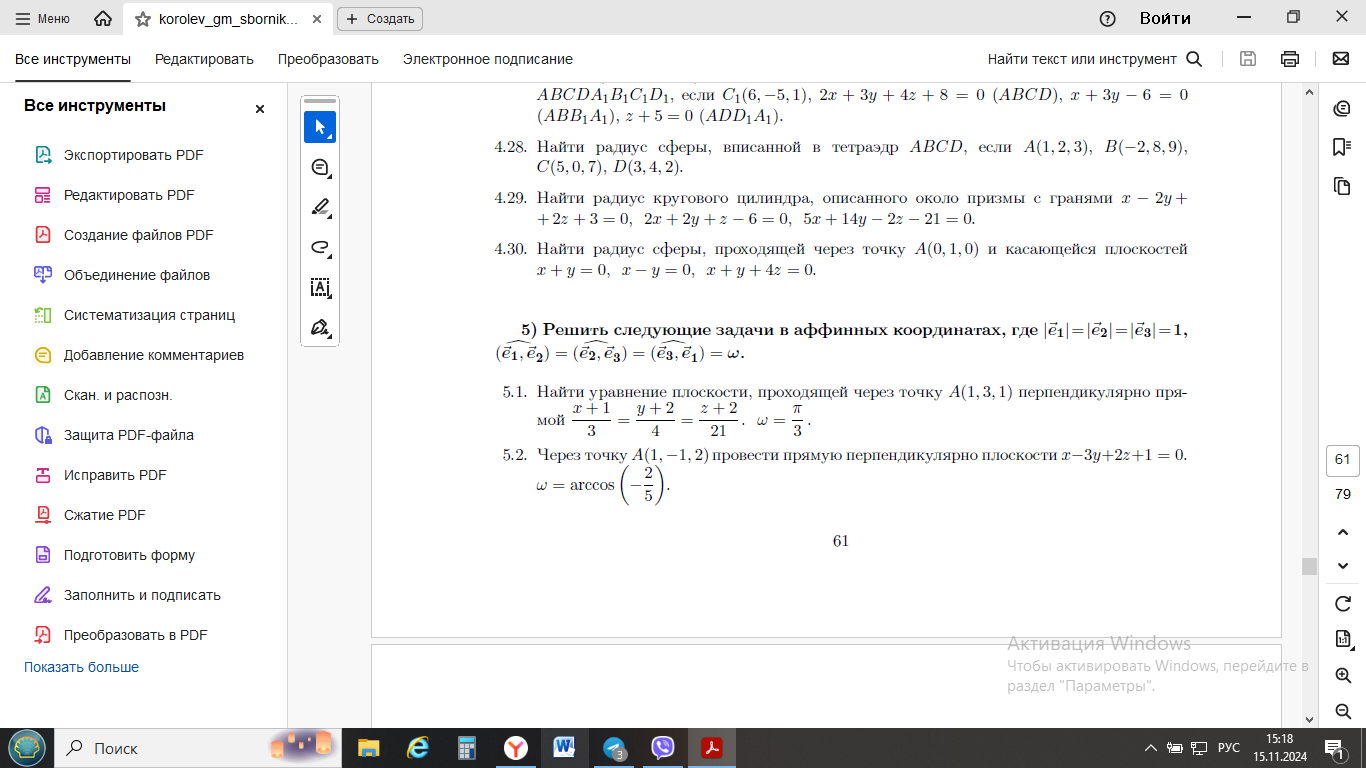 Меню
korolev_gm_sbornik...
Создать
Войти
Все инструменты
Редактировать
Преобразовать
Электронное подписание
Найти текст или инструмент
Все инструменты
Экспортировать PDF
Редактировать PDF
Создание файлов PDF
Объединение файлов
Систематизация страниц
Добавление комментариев
Скан. и распозн.
Защита PDF-файла
Исправить PDF
Сжатие PDF
Подготовить форму
Заполнить и подписать
Преобразовать в PDF
Показать больше
ABCDA₁B₁C₁D₁, если C₁(6, −5, 1), 2x + 3y + 4z + 8 = 0 (ABCD), x + 3y − 6 = 0
(ABB₁A₁), z + 5 = 0 (ADD₁A₁).
4.28. Найти радиус сферы, вписанной в тетраэдр ABCD, если A(1, 2, 3), B(−2, 8, 9),
C(5, 0, 7), D(3, 4, 2).
4.29. Найти радиус кругового цилиндра, описанного около призмы с гранями x − 2y +
+ 2z + 3 = 0, 2x + 2y + z − 6 = 0, 5x + 14y − 2z − 21 = 0.
4.30. Найти радиус сферы, проходящей через точку A(0, 1, 0) и касающейся плоскостей
x + y = 0, x − y = 0, x + y + 4z = 0.
5) Решить следующие задачи в аффинных координатах, где |e⃗₁|=|e⃗₂|=|e⃗₃|=1,
(e⃗₁, e⃗₂) = (e⃗₂, e⃗₃) = (e⃗₃, e⃗₁) = ω.
5.1. Найти уравнение плоскости, проходящей через точку A(1, 3, 1) перпендикулярно пря-
мой (x + 1)/3 = (y + 2)/4 = (z + 2)/21. ω = π/3.
5.2. Через точку A(1, −1, 2) провести прямую перпендикулярно плоскости x−3y+2z+1 = 0.
ω = arccos(−2/5).
61
61
79
1:1
Активация Windows
Чтобы активировать Windows, перейдите в
раздел "Параметры".
Поиск
3
РУС
15:18
15.11.2024
1